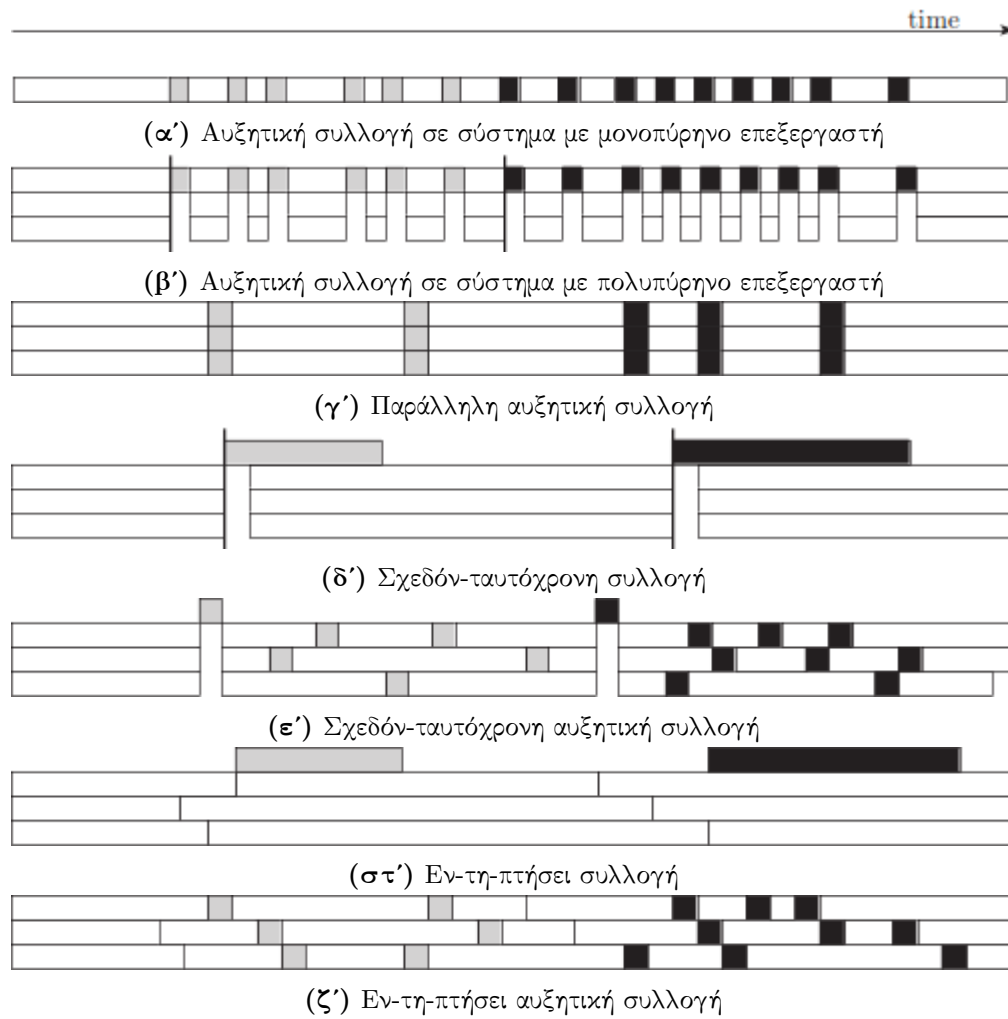 time
(α′) Αυξητική συλλογή σε σύστημα με μονοπύρηνο επεξεργαστή
(β′) Αυξητική συλλογή σε σύστημα με πολυπύρηνο επεξεργαστή
(γ′) Παράλληλη αυξητική συλλογή
(δ′) Σχεδόν-ταυτόχρονη συλλογή
(ε′) Σχεδόν-ταυτόχρονη αυξητική συλλογή
(στ′) Εν-τη-πτήσει συλλογή
(ζ′) Εν-τη-πτήσει αυξητική συλλογή